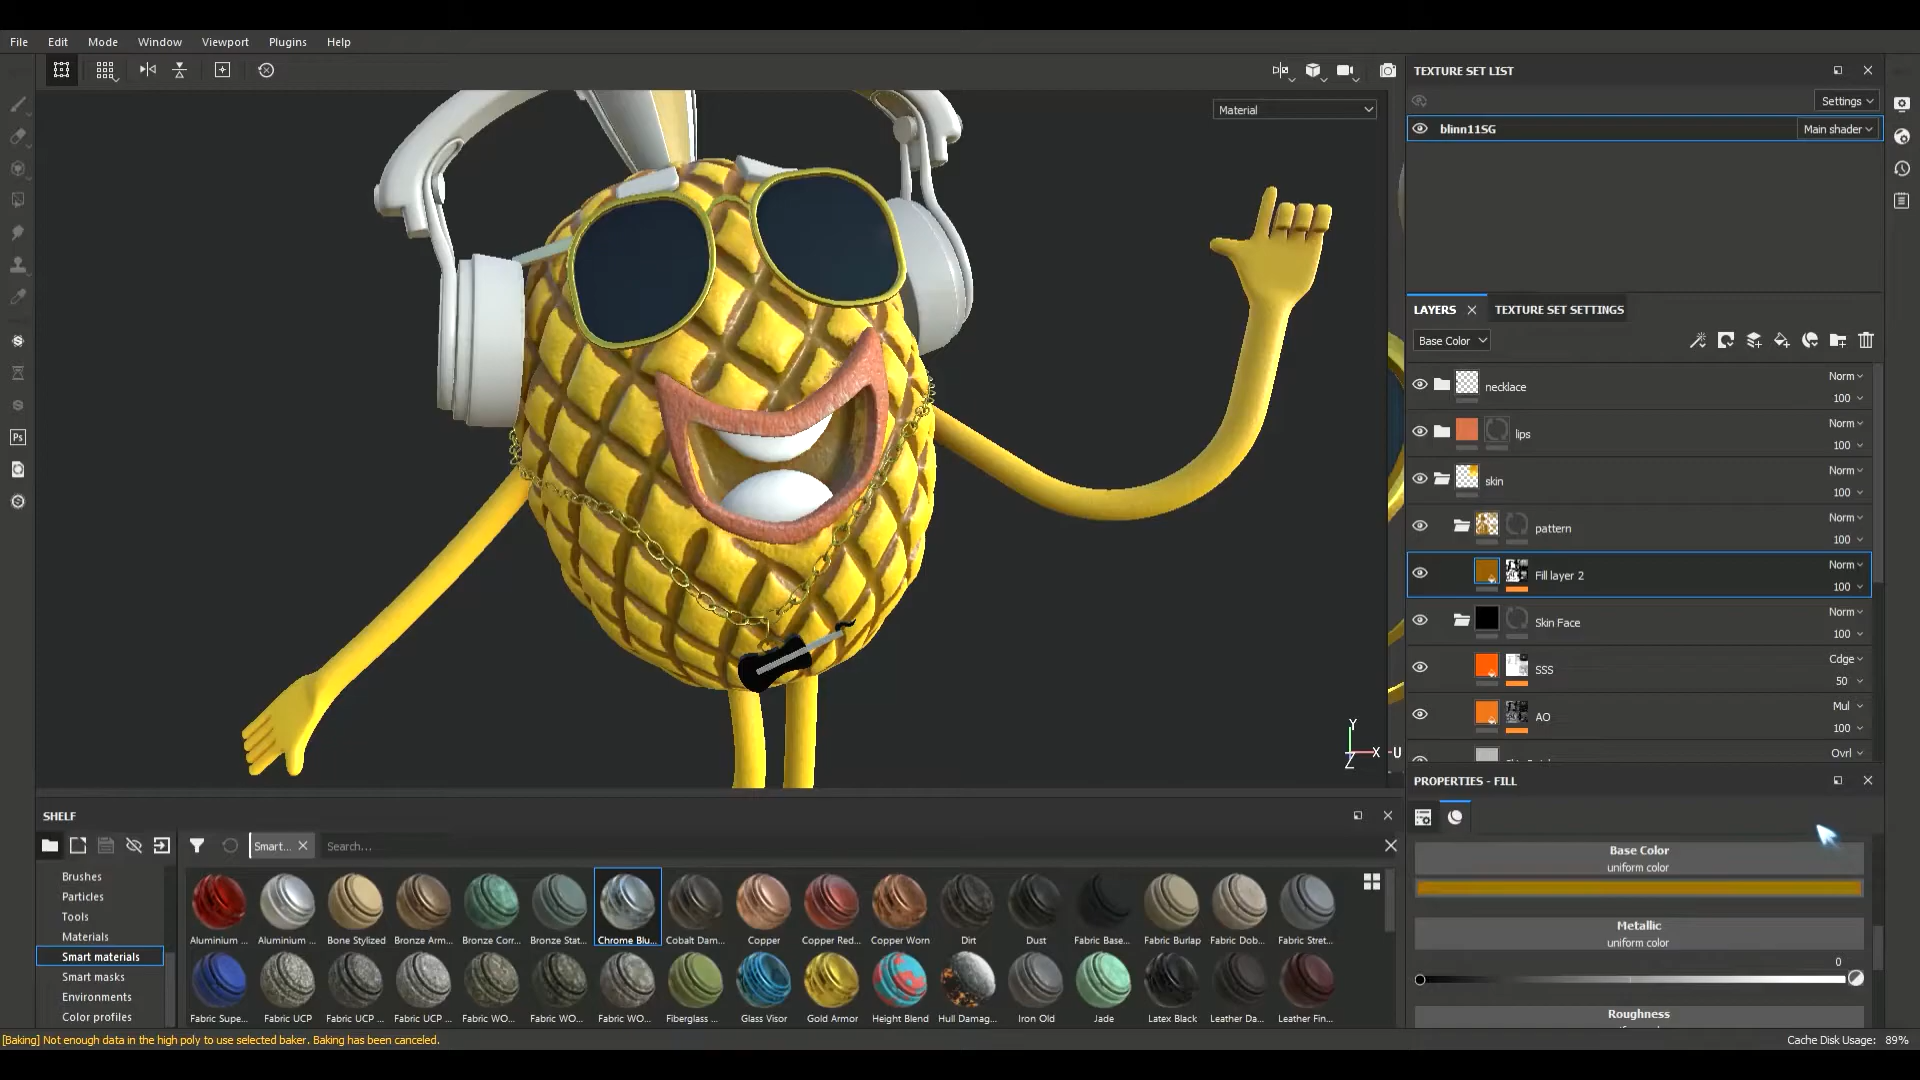 File Edit Mode Window Viewport Plugins Help
Material
TEXTURE SET LIST
Settings
blinn11SG Main shader
LAYERS TEXTURE SET SETTINGS
Base Color
necklace Norm 100
lips Norm 100
skin Norm 100
pattern Norm 100
Fill layer 2 Norm 100
Skin Face Norm 100
SSS Cdge 50
AO Mul 100
Ovrl
Y
X
Z
-U
PROPERTIES - FILL
Base Color
uniform color
Metallic
uniform color
0
Roughness
SHELF
Ps
Smart... Search...
Brushes
Particles
Tools
Materials
Smart materials
Smart masks
Environments
Color profiles
Aluminium ... Aluminium ... Bone Stylized Bronze Arm... Bronze Corr... Bronze Stat... Chrome Blu... Cobalt Dam... Copper Copper Red... Copper Worn Dirt Dust Fabric Base... Fabric Burlap Fabric Dob... Fabric Stret...
Fabric Supe... Fabric UCP Fabric UCP ... Fabric UCP ... Fabric WO... Fabric WO... Fabric WO... Fiberglass ... Glass Visor Gold Armor Height Blend Hull Damag... Iron Old Jade Latex Black Leather Da... Leather Fin...
[Baking] Not enough data in the high poly to use selected baker. Baking has been canceled.
Cache Disk Usage: 89%